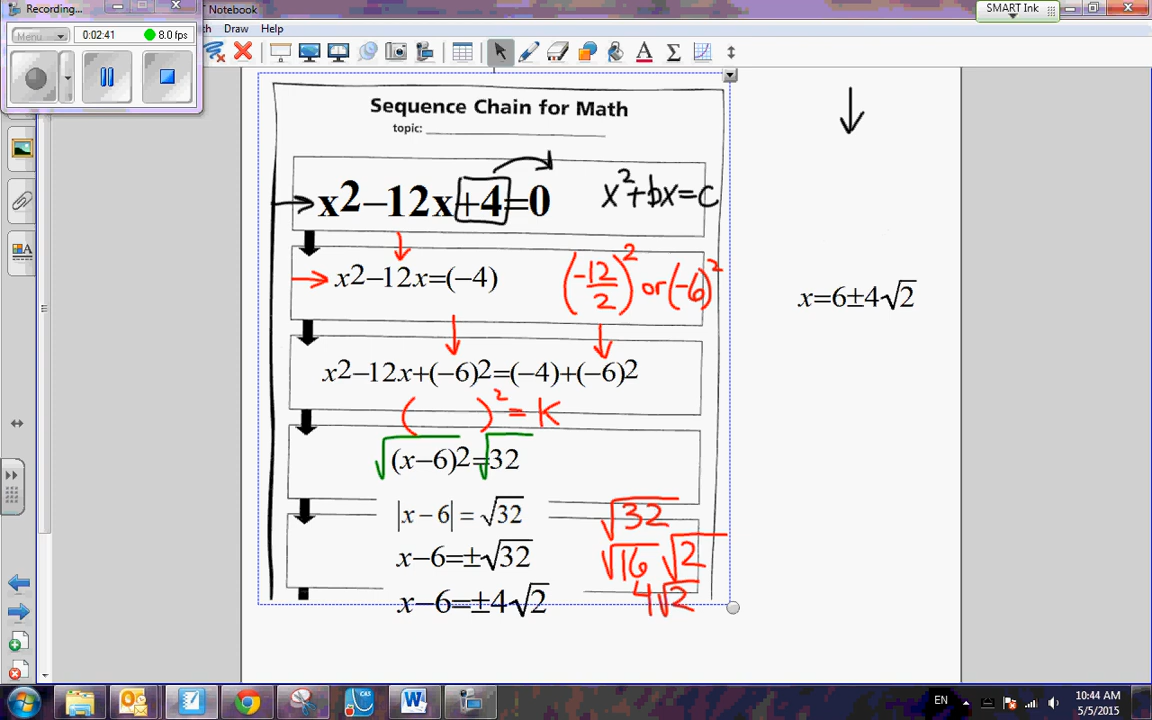 Recording...
Notebook
SMART Ink
Menu
0:02:41
8.0 fps
Draw
Help
Sequence Chain for Math
topic:
x2−12x+4=0
x²+bx=c
x2−12x=(−4)
(-12/2)² or (-6)²
x2−12x+(−6)2=(−4)+(−6)2
( )² = K
√(x−6)2=√32
|x − 6| = √32
√32
x−6=±√32
√16 √2
x−6=±4√2
4√2
x=6±4√2
CAS
W
EN
10:44 AM
5/5/2015